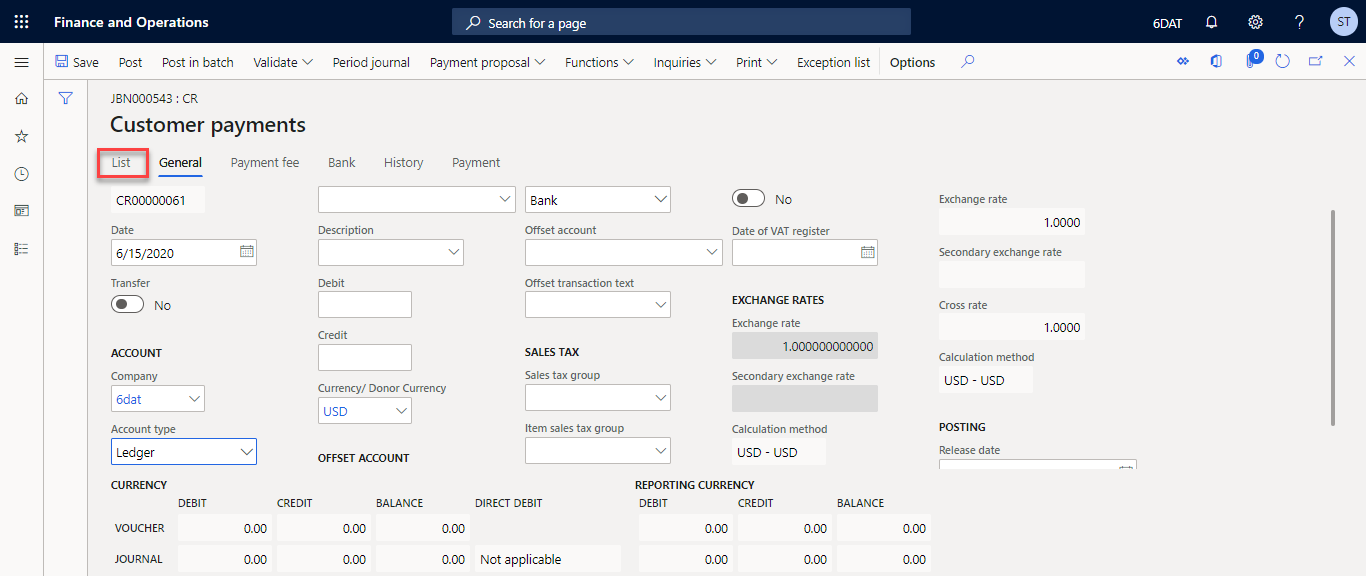 Finance and Operations
Search for a page
6DAT
?
ST
Save Post Post in batch Validate Period journal Payment proposal Functions Inquiries Print Exception list Options
0
JBN000543 : CR
Customer payments
List General Payment fee Bank History Payment
CR00000061
Date
6/15/2020
Transfer
No
ACCOUNT
Company
6dat
Account type
Ledger
Description
Debit
Credit
Currency/ Donor Currency
USD
OFFSET ACCOUNT
Bank
Offset account
Offset transaction text
SALES TAX
Sales tax group
Item sales tax group
No
Date of VAT register
EXCHANGE RATES
Exchange rate
1.000000000000
Secondary exchange rate
Calculation method
USD - USD
Exchange rate
1.0000
Secondary exchange rate
Cross rate
1.0000
Calculation method
USD - USD
POSTING
Release date
CURRENCY
DEBIT CREDIT BALANCE DIRECT DEBIT
VOUCHER 0.00 0.00 0.00
JOURNAL 0.00 0.00 0.00 Not applicable
REPORTING CURRENCY
DEBIT CREDIT BALANCE
0.00 0.00 0.00
0.00 0.00 0.00